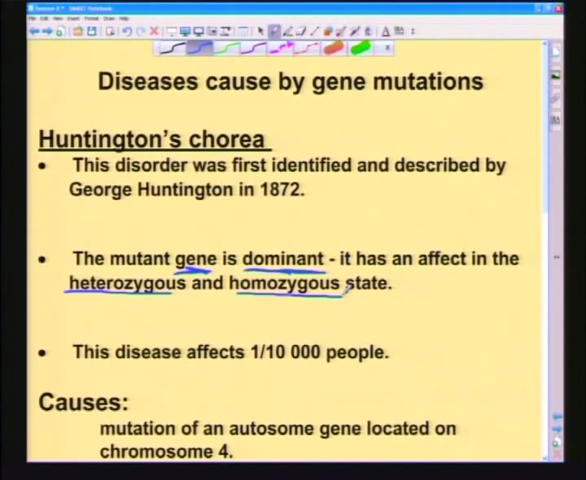 Diseases cause by gene mutations
Huntington's chorea
• This disorder was first identified and described by
George Huntington in 1872.
• The mutant gene is dominant - it has an affect in the
heterozygous and homozygous state.
• This disease affects 1/10 000 people.
Causes:
mutation of an autosome gene located on
chromosome 4.